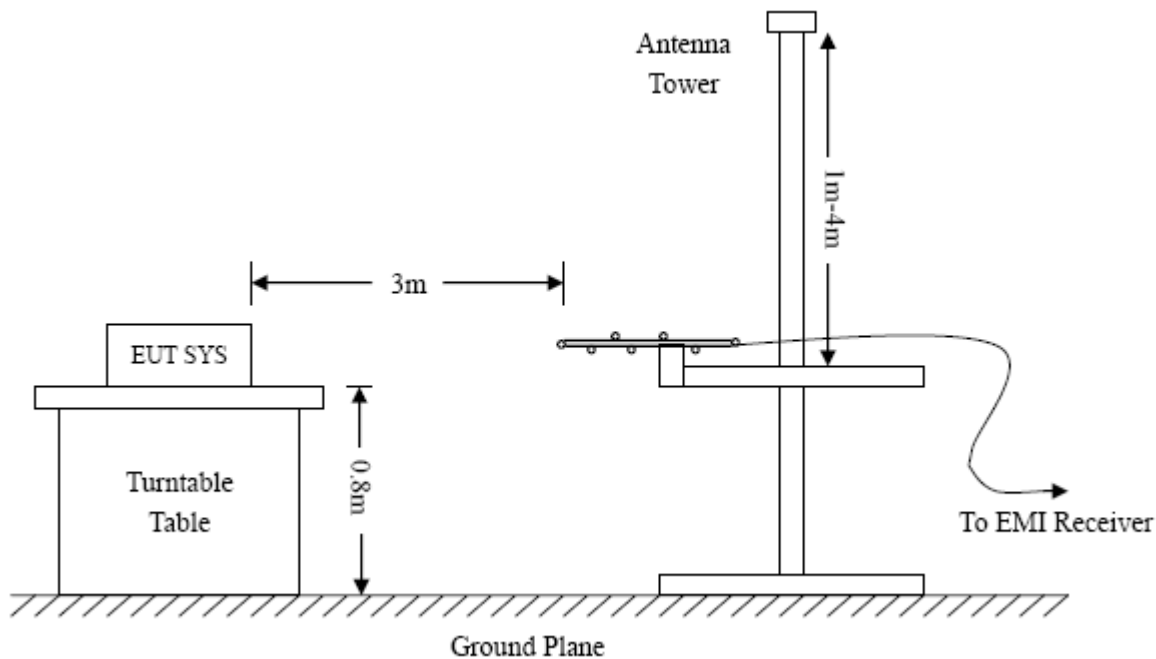 Antenna
Tower
1m-4m
3m
EUT SYS
0.8m
Turntable
Table
To EMI Receiver
Ground Plane